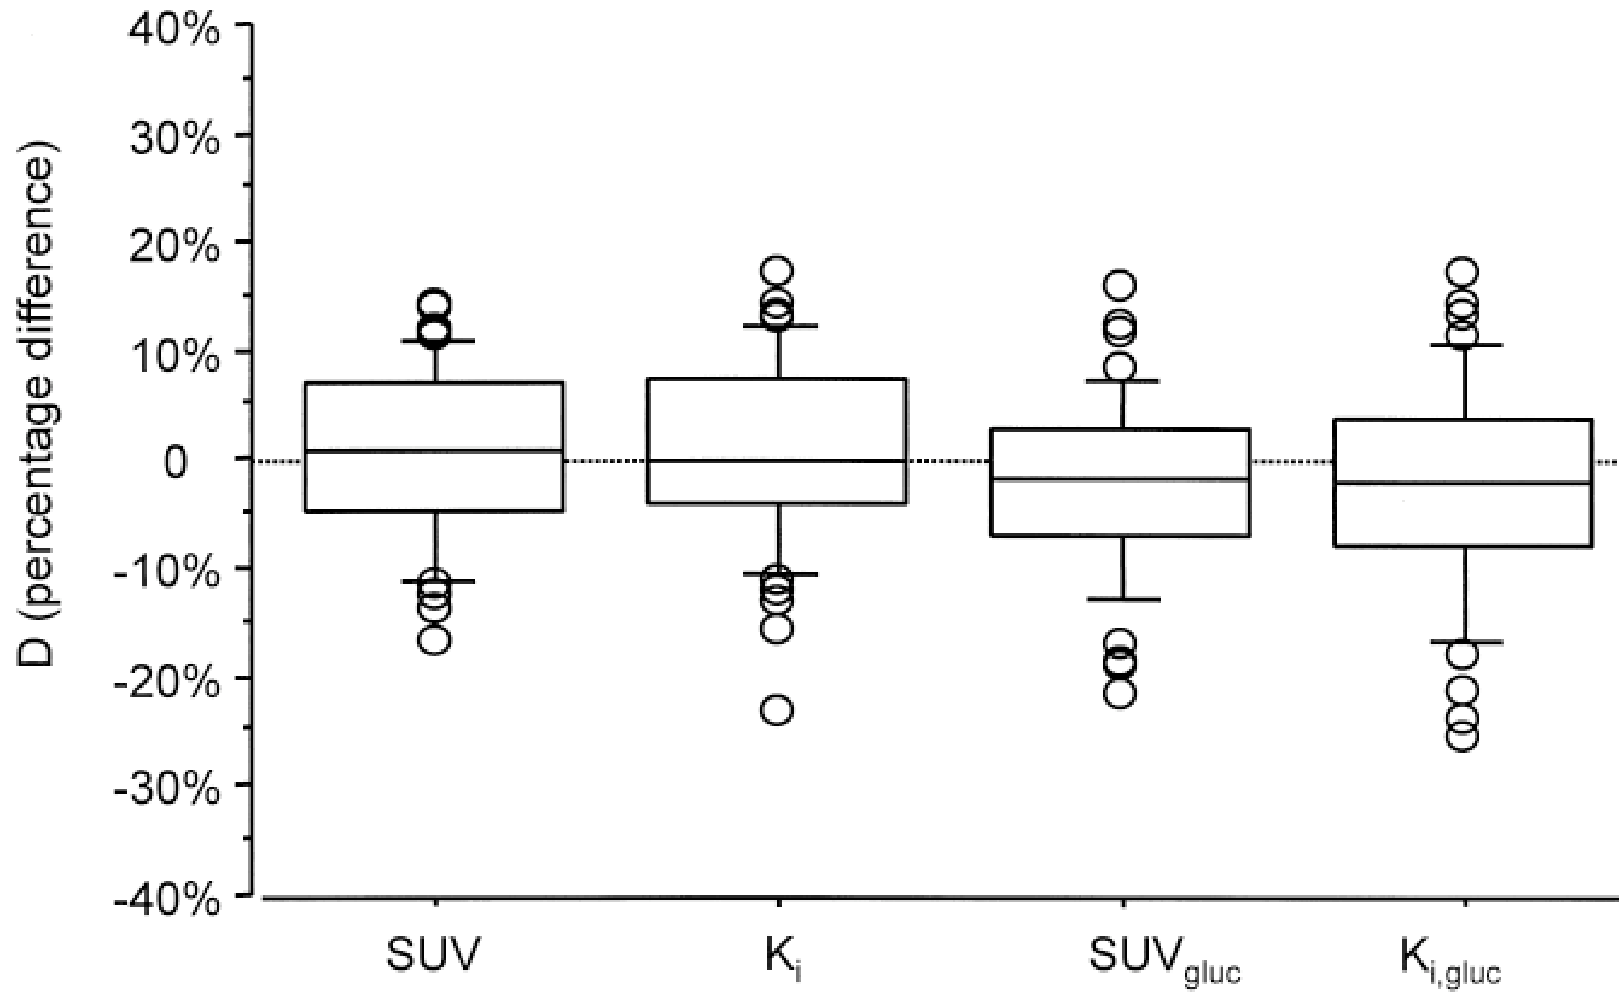 D (percentage difference)
40%
30%
20%
10%
0
-10%
-20%
-30%
-40%
SUV
Ki
SUVgluc
Ki,gluc